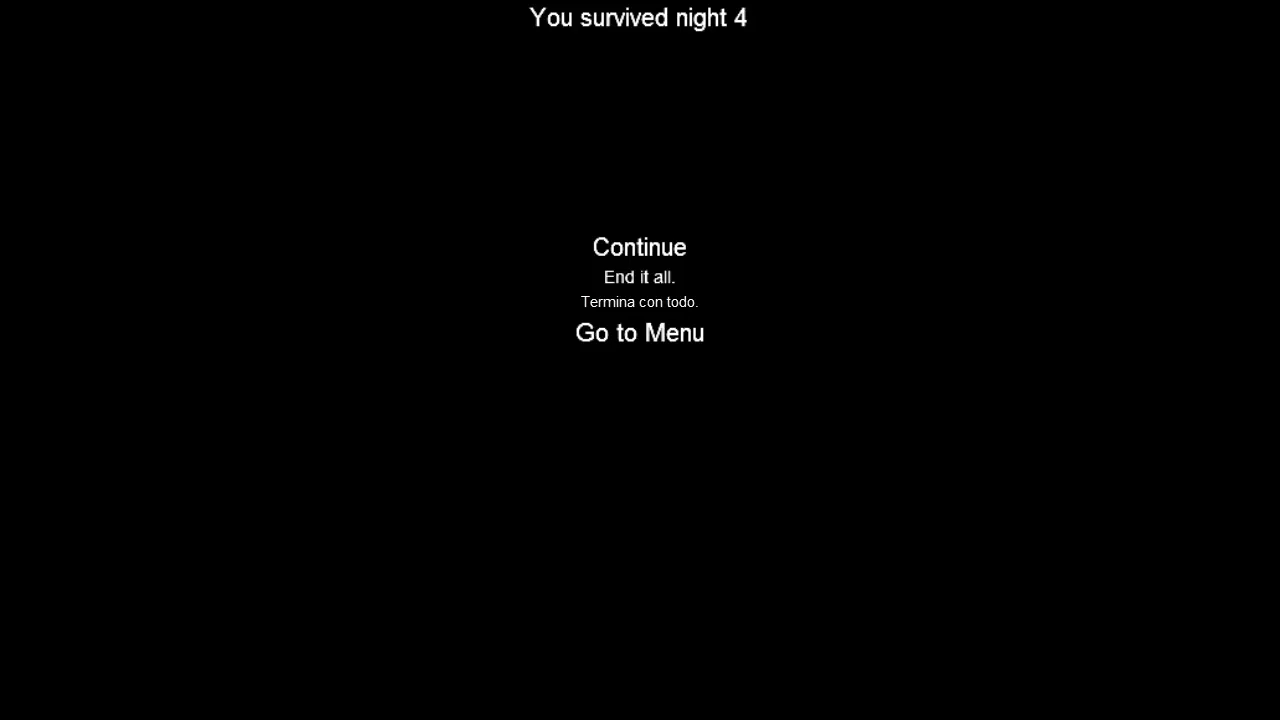 You survived night 4
Continue
End it all.
Termina con todo.
Go to Menu